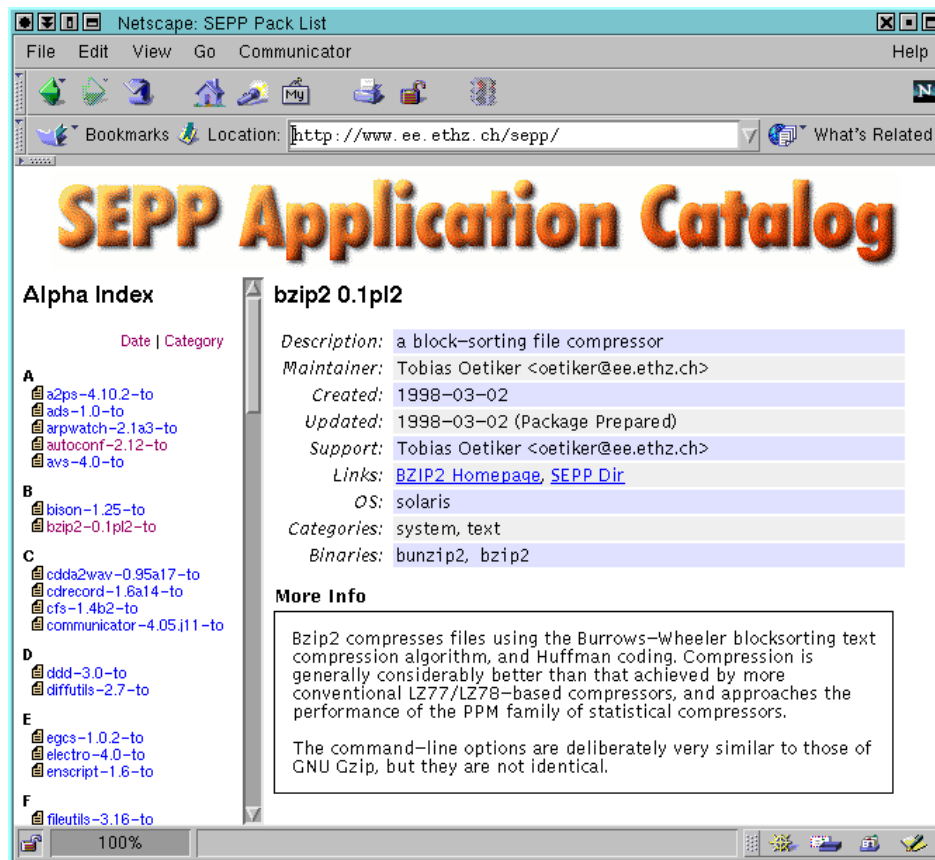 Netscape: SEPP Pack List
File Edit View Go Communicator Help
My
N
Bookmarks Location: http://www.ee.ethz.ch/sepp/ What's Related
SEPP Application Catalog
Alpha Index
Date | Category
A
a2ps-4.10.2-to
ads-1.0-to
arpwatch-2.1a3-to
autoconf-2.12-to
avs-4.0-to
B
bison-1.25-to
bzip2-0.1pl2-to
C
cdda2wav-0.95a17-to
cdrecord-1.6a14-to
cfs-1.4b2-to
communicator-4.05.j11-to
D
ddd-3.0-to
diffutils-2.7-to
E
egcs-1.0.2-to
electro-4.0-to
enscript-1.6-to
F
fileutils-3.16-to
bzip2 0.1pl2
Description: a block-sorting file compressor
Maintainer: Tobias Oetiker <oetiker@ee.ethz.ch>
Created: 1998-03-02
Updated: 1998-03-02 (Package Prepared)
Support: Tobias Oetiker <oetiker@ee.ethz.ch>
Links: BZIP2 Homepage, SEPP Dir
OS: solaris
Categories: system, text
Binaries: bunzip2, bzip2
More Info
Bzip2 compresses files using the Burrows-Wheeler blocksorting text
compression algorithm, and Huffman coding. Compression is
generally considerably better than that achieved by more
conventional LZ77/LZ78-based compressors, and approaches the
performance of the PPM family of statistical compressors.
The command-line options are deliberately very similar to those of
GNU Gzip, but they are not identical.
100%